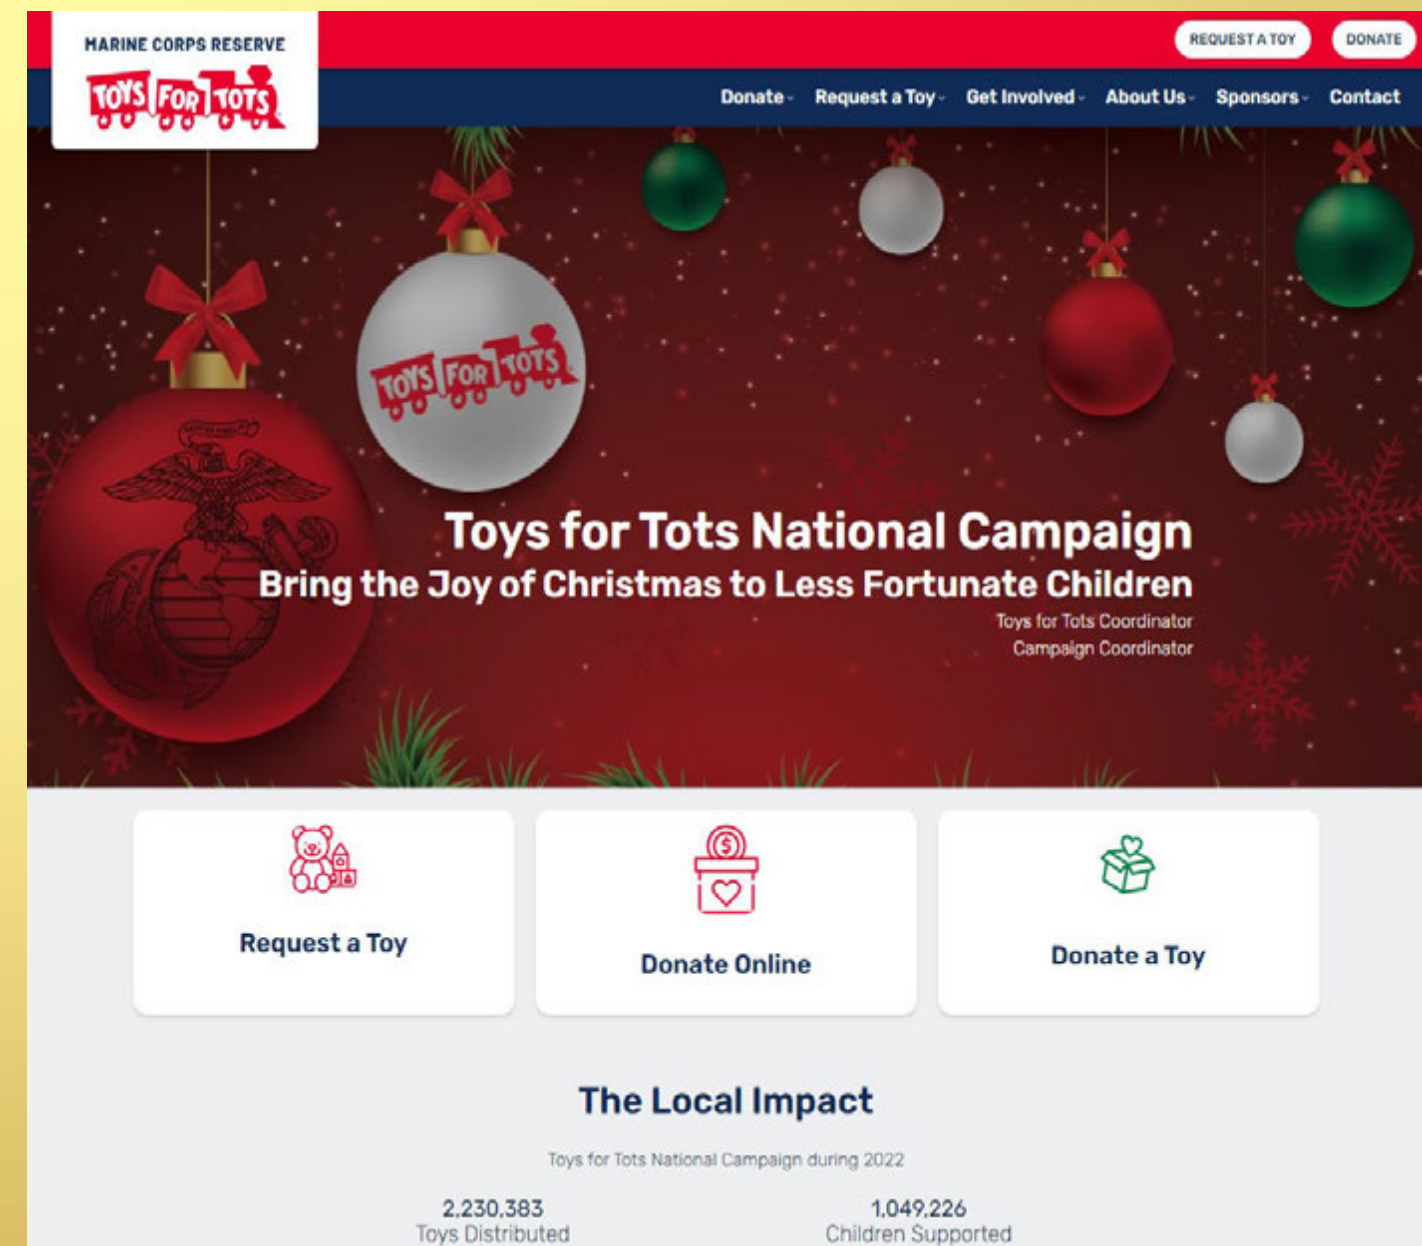 MARINE CORPS RESERVE
TOYS FOR TOTS
REQUEST A TOY
DONATE
Donate
Request a Toy
Get Involved
About Us
Sponsors
Contact
TOYS FOR TOTS
Toys for Tots National Campaign
Bring the Joy of Christmas to Less Fortunate Children
Toys for Tots Coordinator
Campaign Coordinator
Request a Toy
Donate Online
Donate a Toy
The Local Impact
Toys for Tots National Campaign during 2022
2,230,383
Toys Distributed
1,049,226
Children Supported